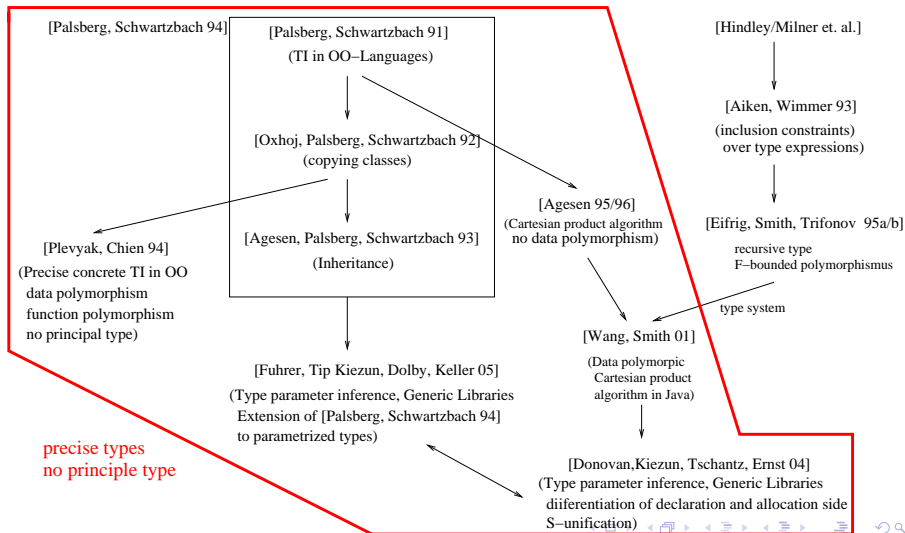 [Palsberg, Schwartzbach 94]
[Palsberg, Schwartzbach 91]
(TI in OO−Languages)
[Hindley/Milner et. al.]
[Aiken, Wimmer 93]
(inclusion constraints)
over type expressions)
[Oxhoj, Palsberg, Schwartzbach 92]
(copying classes)
[Agesen 95/96]
(Cartesian product algorithm
no data polymorphism)
[Eifrig, Smith, Trifonov 95a/b]
recursive type
F−bounded polymorphismus
[Plevyak, Chien 94]
(Precise concrete TI in OO
data polymorphism
function polymorphism
no principal type)
[Agesen, Palsberg, Schwartzbach 93]
(Inheritance)
type system
[Wang, Smith 01]
(Data polymorpic
Cartesian product
algorithm in Java)
[Fuhrer, Tip Kiezun, Dolby, Keller 05]
(Type parameter inference, Generic Libraries
Extension of [Palsberg, Schwartzbach 94]
to parametrized types)
precise types
no principle type
[Donovan,Kiezun, Tschantz, Ernst 04]
(Type parameter inference, Generic Libraries
diifferentiation of declaration and allocation side
S−unification)